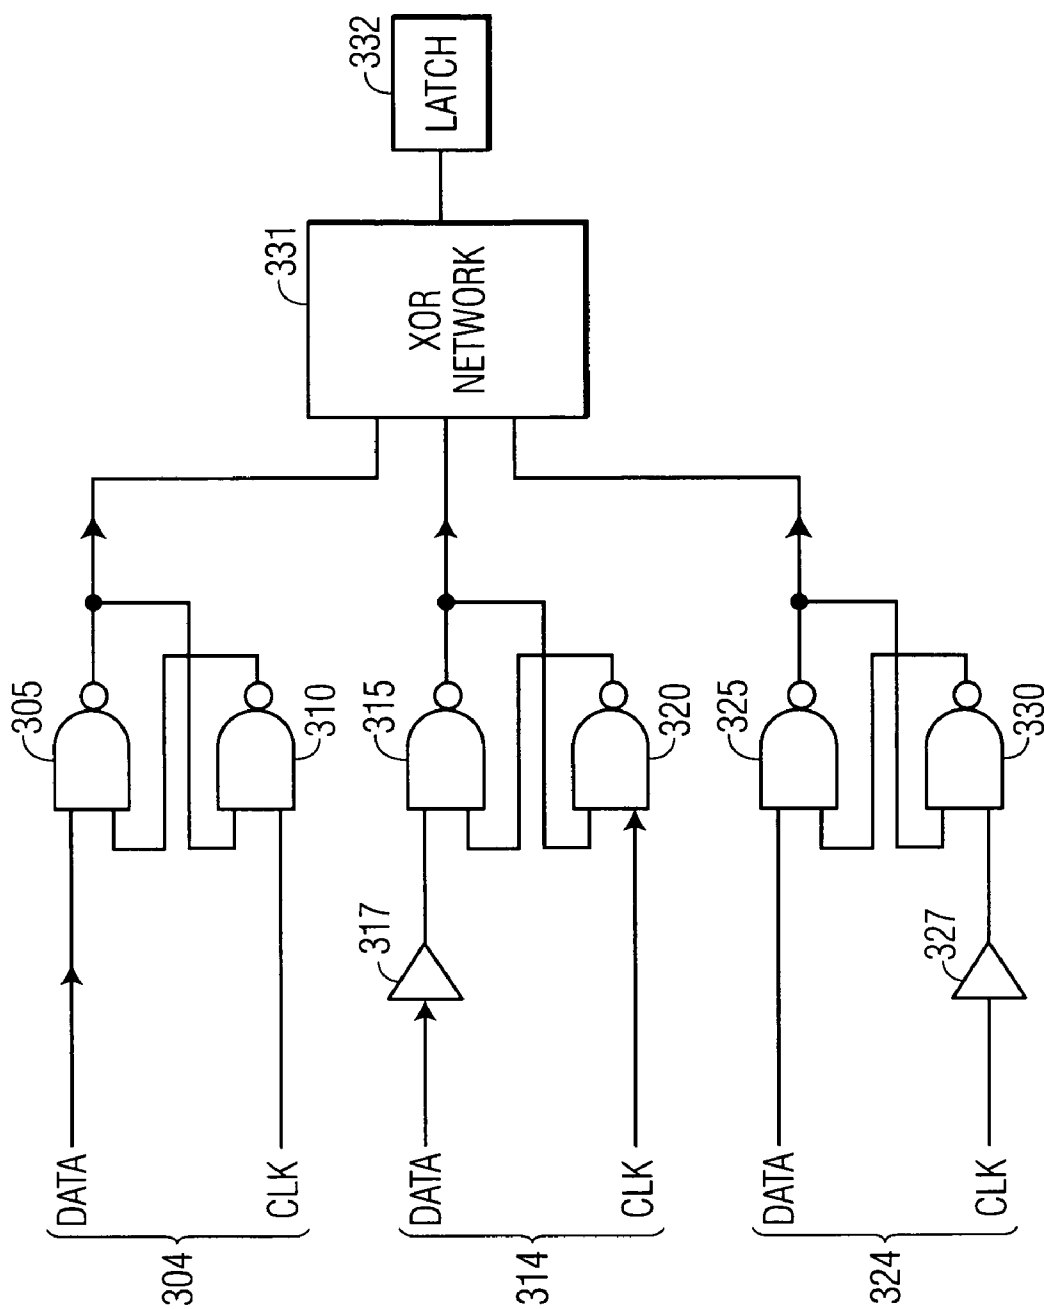 304
DATA
CLK
305
310
314
DATA
CLK
317
315
320
324
DATA
CLK
327
325
330
331
XOR
NETWORK
332
LATCH